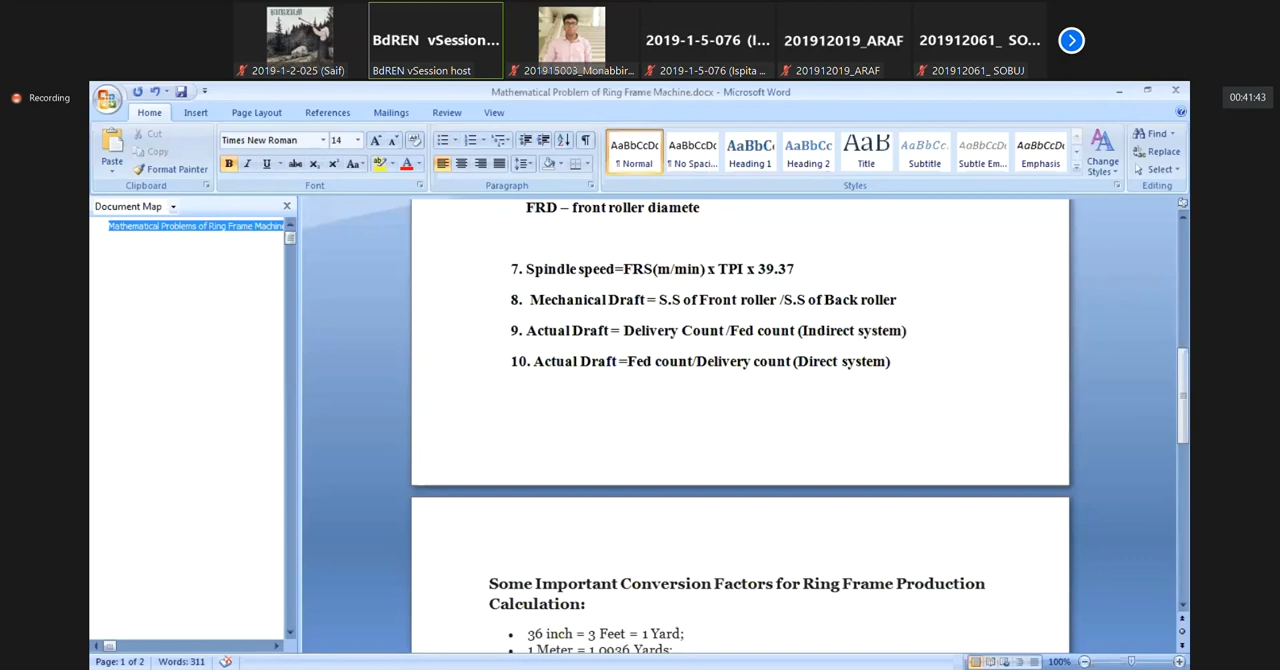 BdREN vSession...
2019-1-5-076 (I...
201912019_ARAF
201912061_ SO...
2019-1-2-025 (Saif)
BdREN vSession host
201915003_Monabbir...
2019-1-5-076 (Ispita ...
201912019_ARAF
201912061_ SOBUJ
Recording
00:41:43
Mathematical Problem of Ring Frame Machine.docx - Microsoft Word
Home Insert Page Layout References Mailings Review View
Paste
Cut
Copy
Format Painter
Clipboard
Times New Roman 14
Font
Paragraph
AaBbCcDc AaBbCcDc AaBbCc AaBbCc AaB AaBbCc. AaBbCcDc AaBbCcDc
¶ Normal ¶ No Spaci... Heading 1 Heading 2 Title Subtitle Subtle Em... Emphasis
Change
Styles
Styles
Find
Replace
Select
Editing
Document Map
Mathematical Problems of Ring Frame Machin
FRD – front roller diamete
7. Spindle speed=FRS(m/min) x TPI x 39.37
8. Mechanical Draft = S.S of Front roller /S.S of Back roller
9. Actual Draft = Delivery Count /Fed count (Indirect system)
10. Actual Draft =Fed count/Delivery count (Direct system)
Some Important Conversion Factors for Ring Frame Production
Calculation:
• 36 inch = 3 Feet = 1 Yard;
• 1 Meter = 1.0936 Yards;
Page: 1 of 2 Words: 311
100%